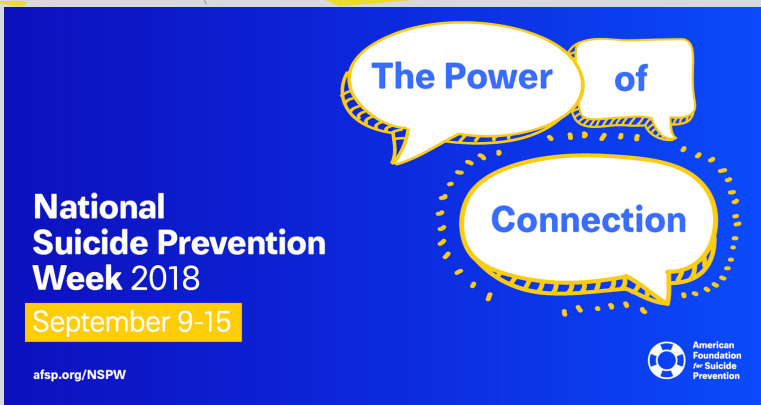 The Power of
Connection
National
Suicide Prevention
Week 2018
September 9-15
afsp.org/NSPW
American
Foundation
for Suicide
Prevention